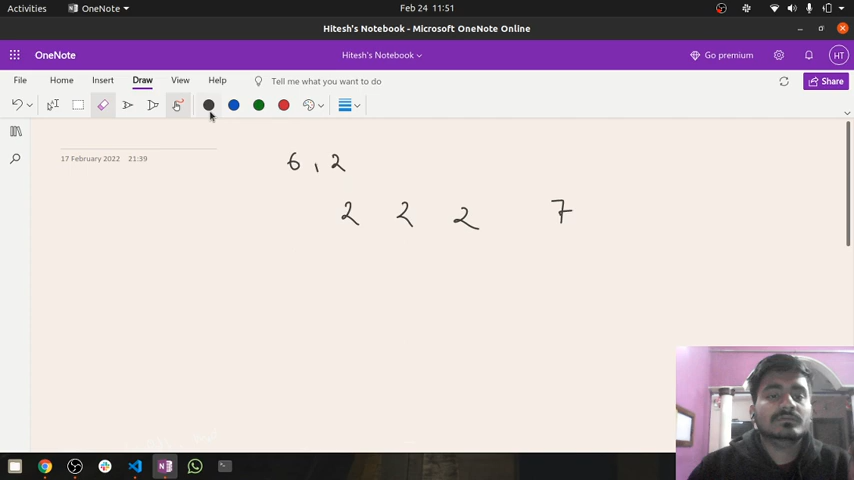 Activities OneNote Feb 24 11:51
Hitesh's Notebook - Microsoft OneNote Online
OneNote Hitesh's Notebook Go premium HT
File Home Insert Draw View Help Tell me what you want to do Share
17 February 2022 21:39
6 , 2
2 2 2 7